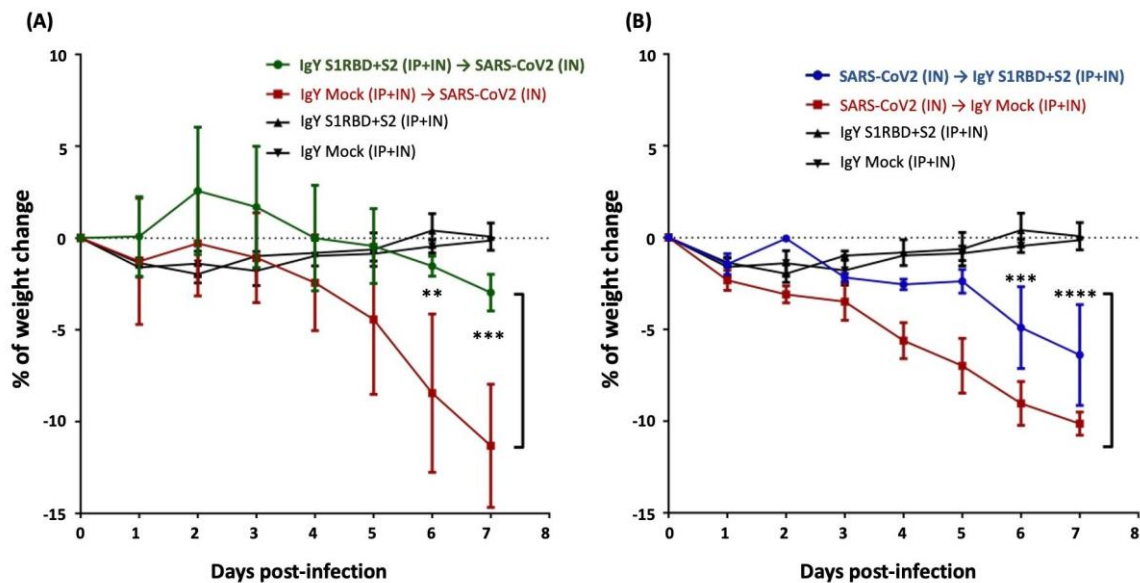 (A)
10
5
0
-5
-10
-15
% of weight change
IgY S1RBD+S2 (IP+IN) → SARS-CoV2 (IN)
IgY Mock (IP+IN) → SARS-CoV2 (IN)
IgY S1RBD+S2 (IP+IN)
IgY Mock (IP+IN)
**
***
0 1 2 3 4 5 6 7 8
Days post-infection
(B)
10
5
0
-5
-10
-15
% of weight change
SARS-CoV2 (IN) → IgY S1RBD+S2 (IP+IN)
SARS-CoV2 (IN) → IgY Mock (IP+IN)
IgY S1RBD+S2 (IP+IN)
IgY Mock (IP+IN)
***
****
0 1 2 3 4 5 6 7 8
Days post-infection